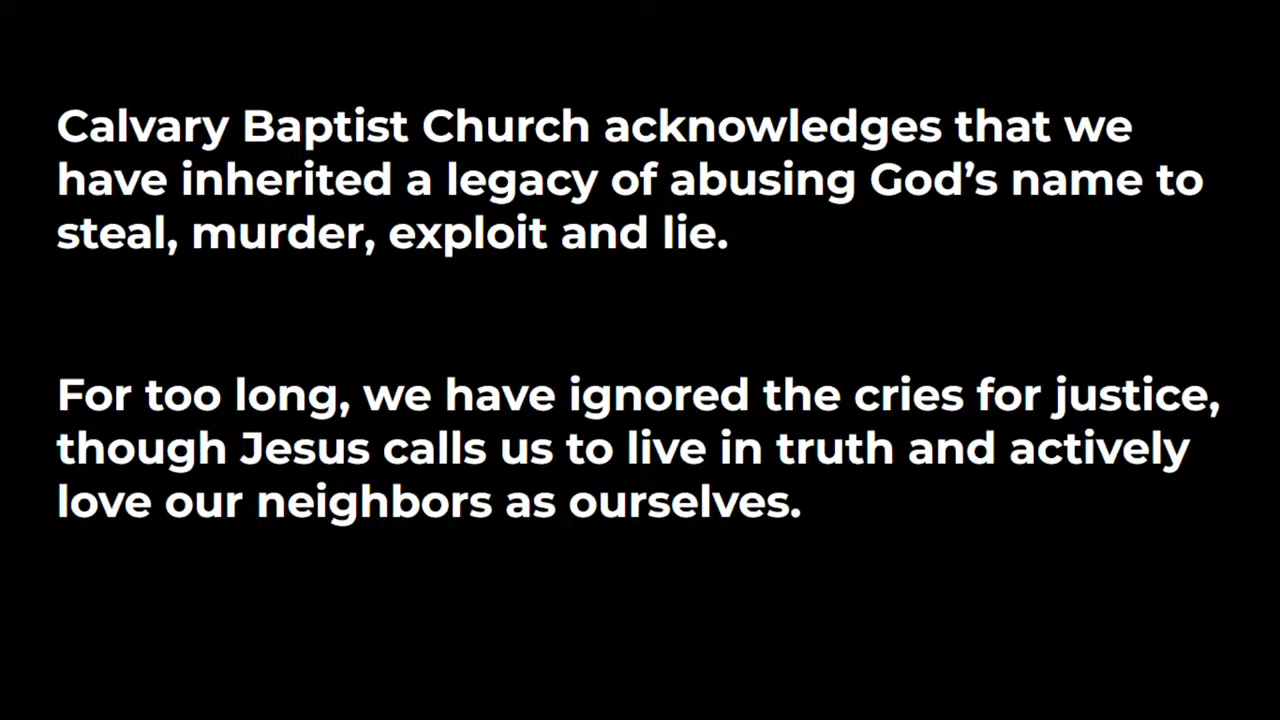 Calvary Baptist Church acknowledges that we
have inherited a legacy of abusing God’s name to
steal, murder, exploit and lie.
For too long, we have ignored the cries for justice,
though Jesus calls us to live in truth and actively
love our neighbors as ourselves.